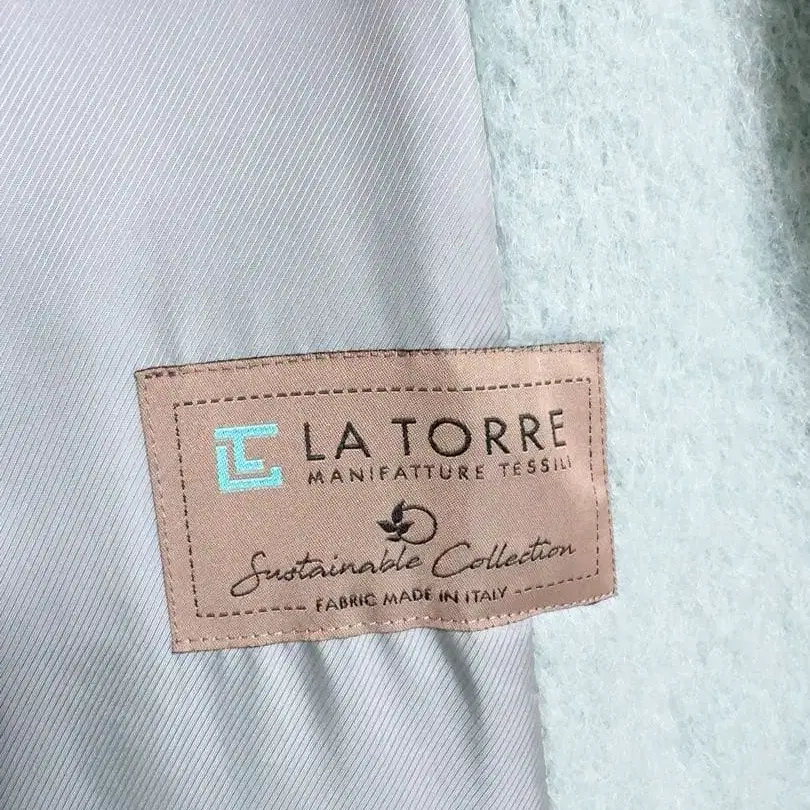 LA TORRE
MANIFATTURE TESSILI
Sustainable Collection
FABRIC MADE IN ITALY